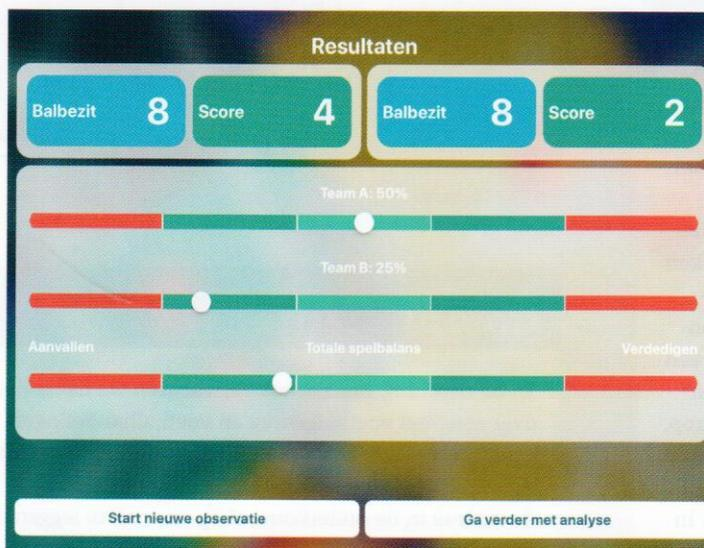 Resultaten
Balbezit 8 Score 4 Balbezit 8 Score 2
Team A: 50%
Team B: 25%
Aanvallen Totale spelbalans Verdedigen
Start nieuwe observatie Ga verder met analyse